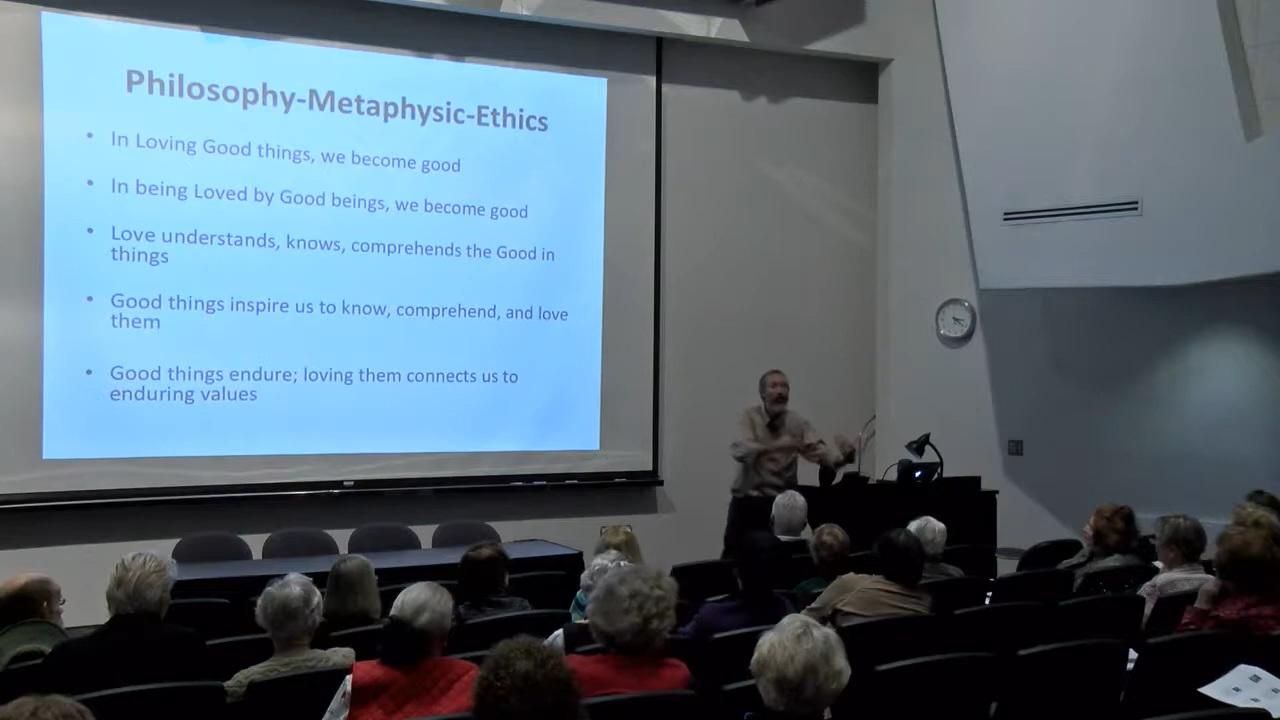 Philosophy-Metaphysic-Ethics
• In Loving Good things, we become good
• In being Loved by Good beings, we become good
• Love understands, knows, comprehends the Good in
things
• Good things inspire us to know, comprehend, and love
them
• Good things endure; loving them connects us to
enduring values